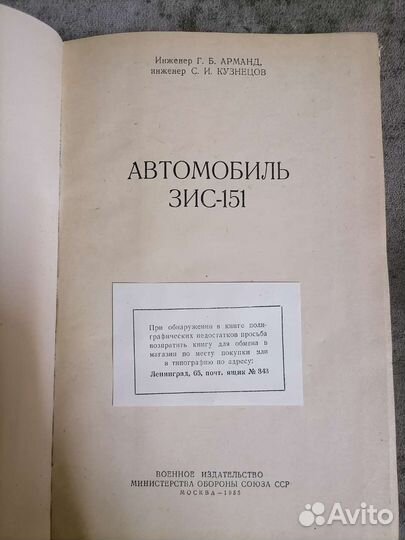 Инженер Г. Б. АРМАНД,
инженер С. И. КУЗНЕЦОВ
АВТОМОБИЛЬ
ЗИС-151
При обнаружении в книге поли-
графических недостатков просьба
возвратить книгу для обмена в
магазин по месту покупки или
в типографию по адресу:
Ленинград, 65, почт. ящик № 343
ВОЕННОЕ ИЗДАТЕЛЬСТВО
МИНИСТЕРСТВА ОБОРОНЫ СОЮЗА ССР
МОСКВА — 1955
Avito